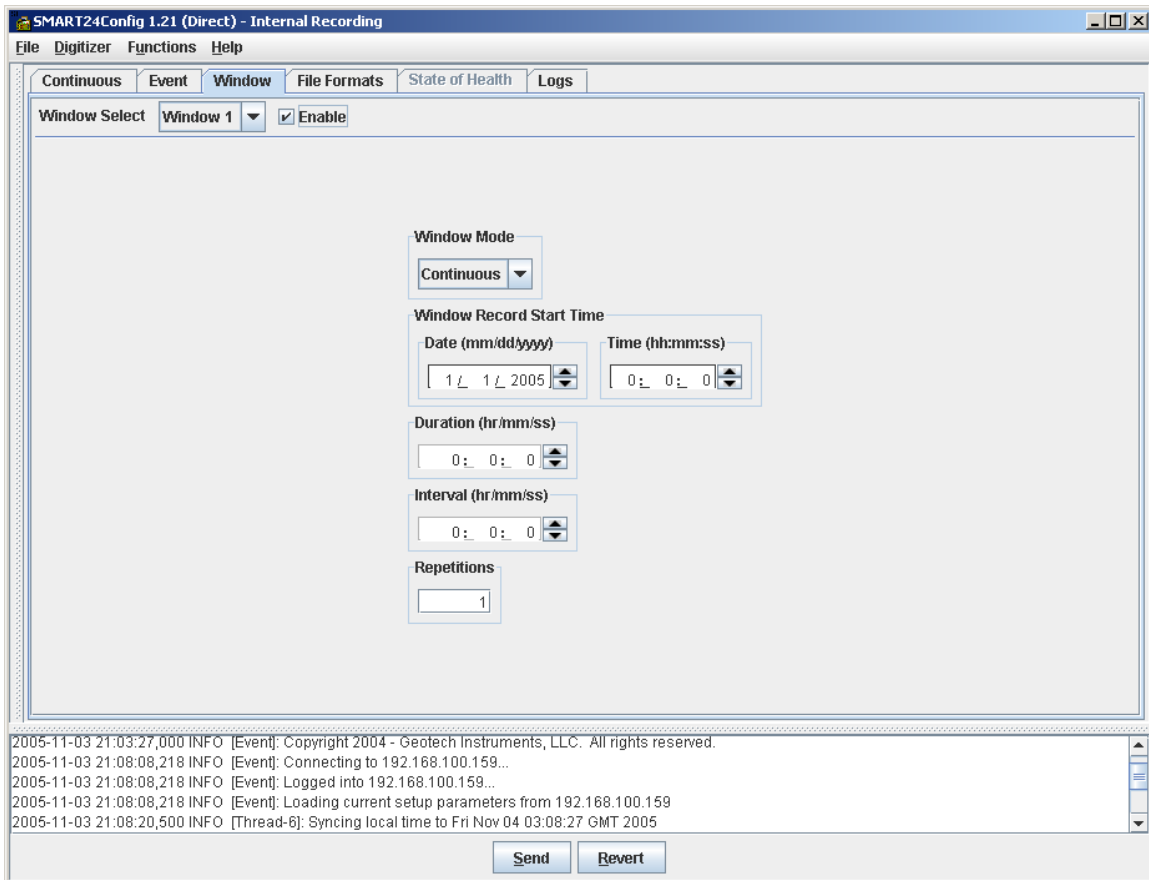 SMART24Config 1.21 (Direct) - Internal Recording
File Digitizer Functions Help
Continuous Event Window File Formats State of Health Logs
Window Select Window 1 Enable
Window Mode
Continuous
Window Record Start Time
Date (mm/dd/yyyy) Time (hh:mm:ss)
1/ 1/ 2005 0: 0: 0
Duration (hr/mm/ss)
0: 0: 0
Interval (hr/mm/ss)
0: 0: 0
Repetitions
1
2005-11-03 21:03:27,000 INFO [Event]: Copyright 2004 - Geotech Instruments, LLC. All rights reserved.
2005-11-03 21:08:08,218 INFO [Event]: Connecting to 192.168.100.159...
2005-11-03 21:08:08,218 INFO [Event]: Logged into 192.168.100.159...
2005-11-03 21:08:08,218 INFO [Event]: Loading current setup parameters from 192.168.100.159
2005-11-03 21:08:20,500 INFO [Thread-6]: Syncing local time to Fri Nov 04 03:08:27 GMT 2005
Send Revert